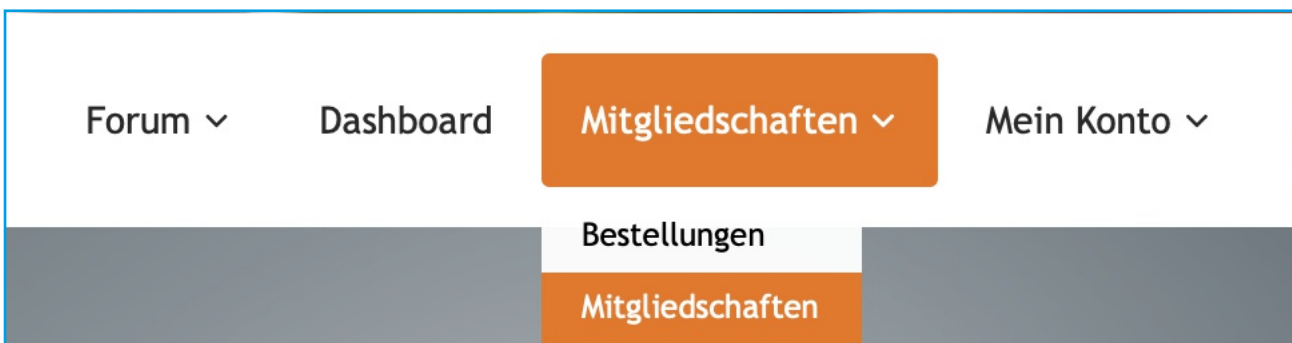 Forum Dashboard Mitgliedschaften Mein Konto
Bestellungen
Mitgliedschaften